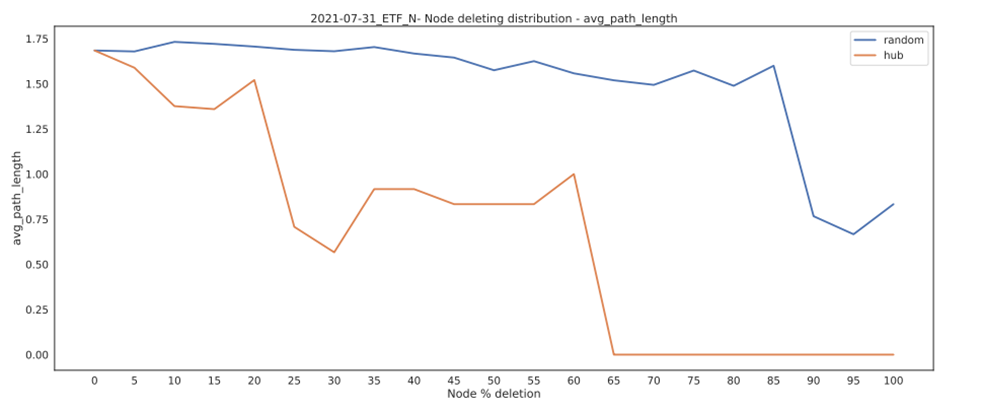 2021-07-31_ETF_N- Node deleting distribution - avg_path_length
random
hub
avg_path_length
1.75
1.50
1.25
1.00
0.75
0.50
0.25
0.00
0 5 10 15 20 25 30 35 40 45 50 55 60 65 70 75 80 85 90 95 100
Node % deletion